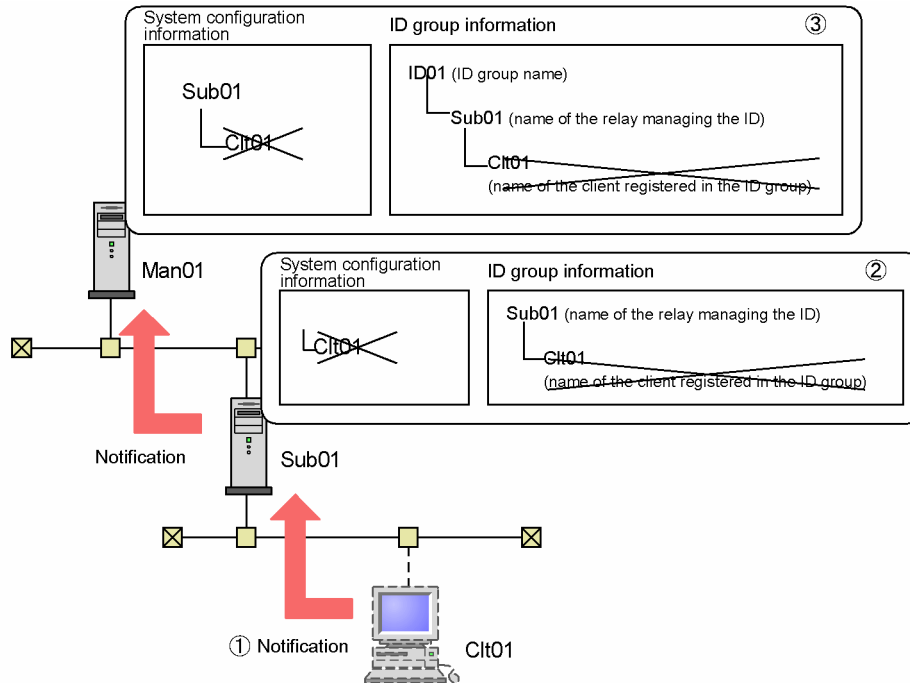 System configuration
information
ID group information
③
Sub01
Clt01
ID01 (ID group name)
Sub01 (name of the relay managing the ID)
Clt01
(name of the client registered in the ID group)
Man01
System configuration
information
ID group information
②
Clt01
Sub01 (name of the relay managing the ID)
Clt01
(name of the client registered in the ID group)
Notification
Sub01
① Notification
Clt01